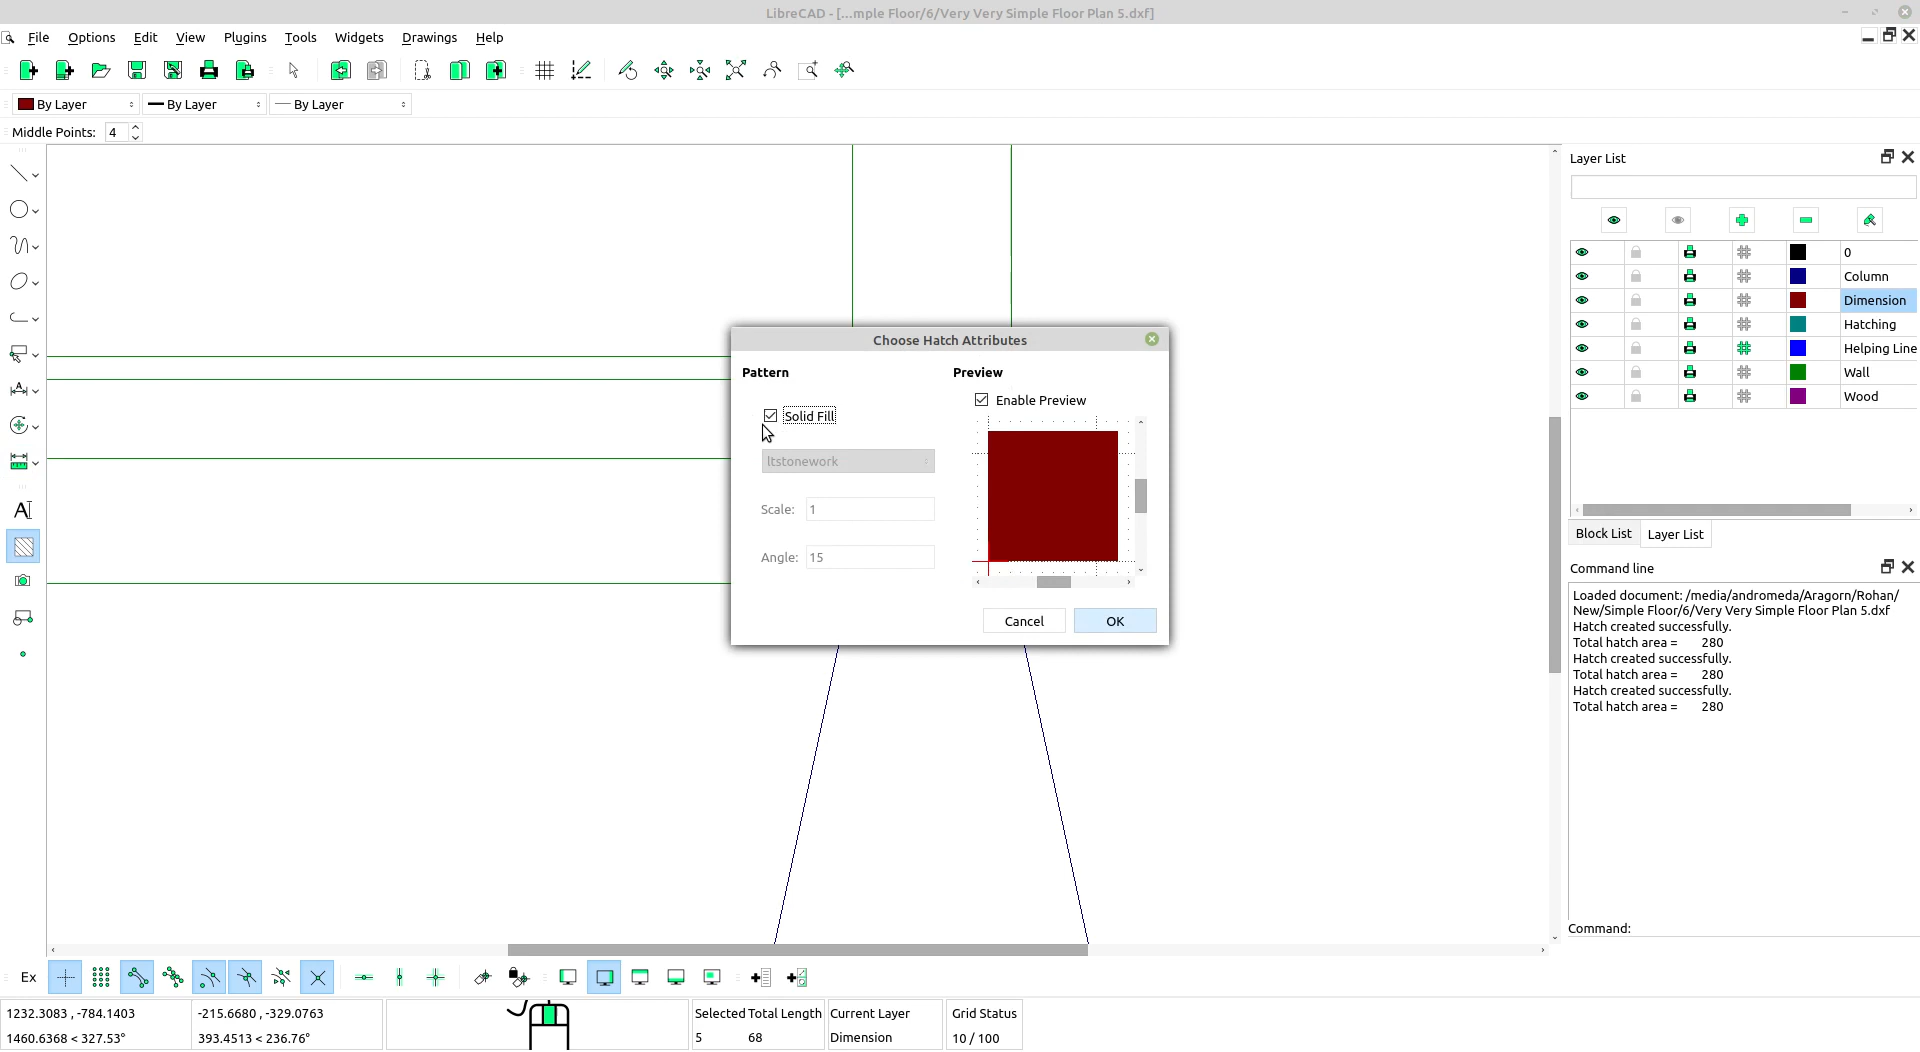 LibreCAD - [...mple Floor/6/Very Very Simple Floor Plan 5.dxf]
File Options Edit View Plugins Tools Widgets Drawings Help
By Layer By Layer By Layer
Middle Points: 4
Layer List
0
Column
Dimension
Hatching
Helping Line
Wall
Wood
Block List Layer List
Choose Hatch Attributes
Pattern Preview
Enable Preview
Solid Fill
ltstonework
Scale: 1
Angle: 15
Cancel OK
Command line
Loaded document: /media/andromeda/Aragorn/Rohan/
New/Simple Floor/6/Very Very Simple Floor Plan 5.dxf
Hatch created successfully.
Total hatch area = 280
Hatch created successfully.
Total hatch area = 280
Hatch created successfully.
Total hatch area = 280
Command:
A
Ex
1232.3083 , -784.1403 -215.6680 , -329.0763 Selected Total Length Current Layer Grid Status
1460.6368 < 327.53° 393.4513 < 236.76° 5 68 Dimension 10 / 100